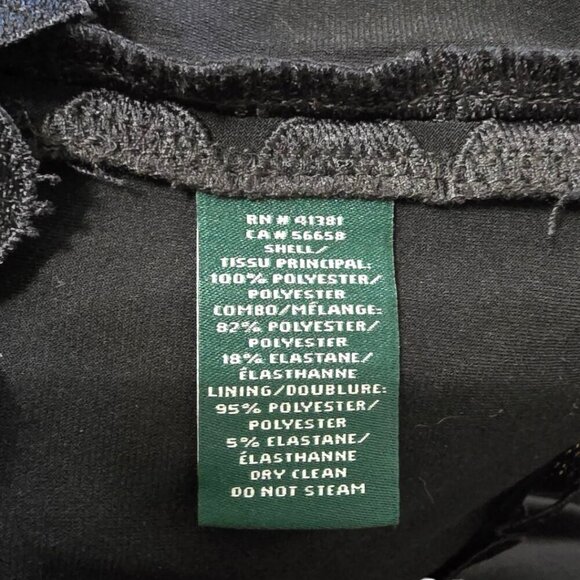 RN # 41381
CA # 56658
SHELL/
TISSU PRINCIPAL:
100% POLYESTER/
POLYESTER
COMBO/MÉLANGE:
82% POLYESTER/
POLYESTER
18% ELASTANE/
ÉLASTHANNE
LINING/DOUBLURE:
95% POLYESTER/
POLYESTER
5% ELASTANE/
ÉLASTHANNE
DRY CLEAN
DO NOT STEAM